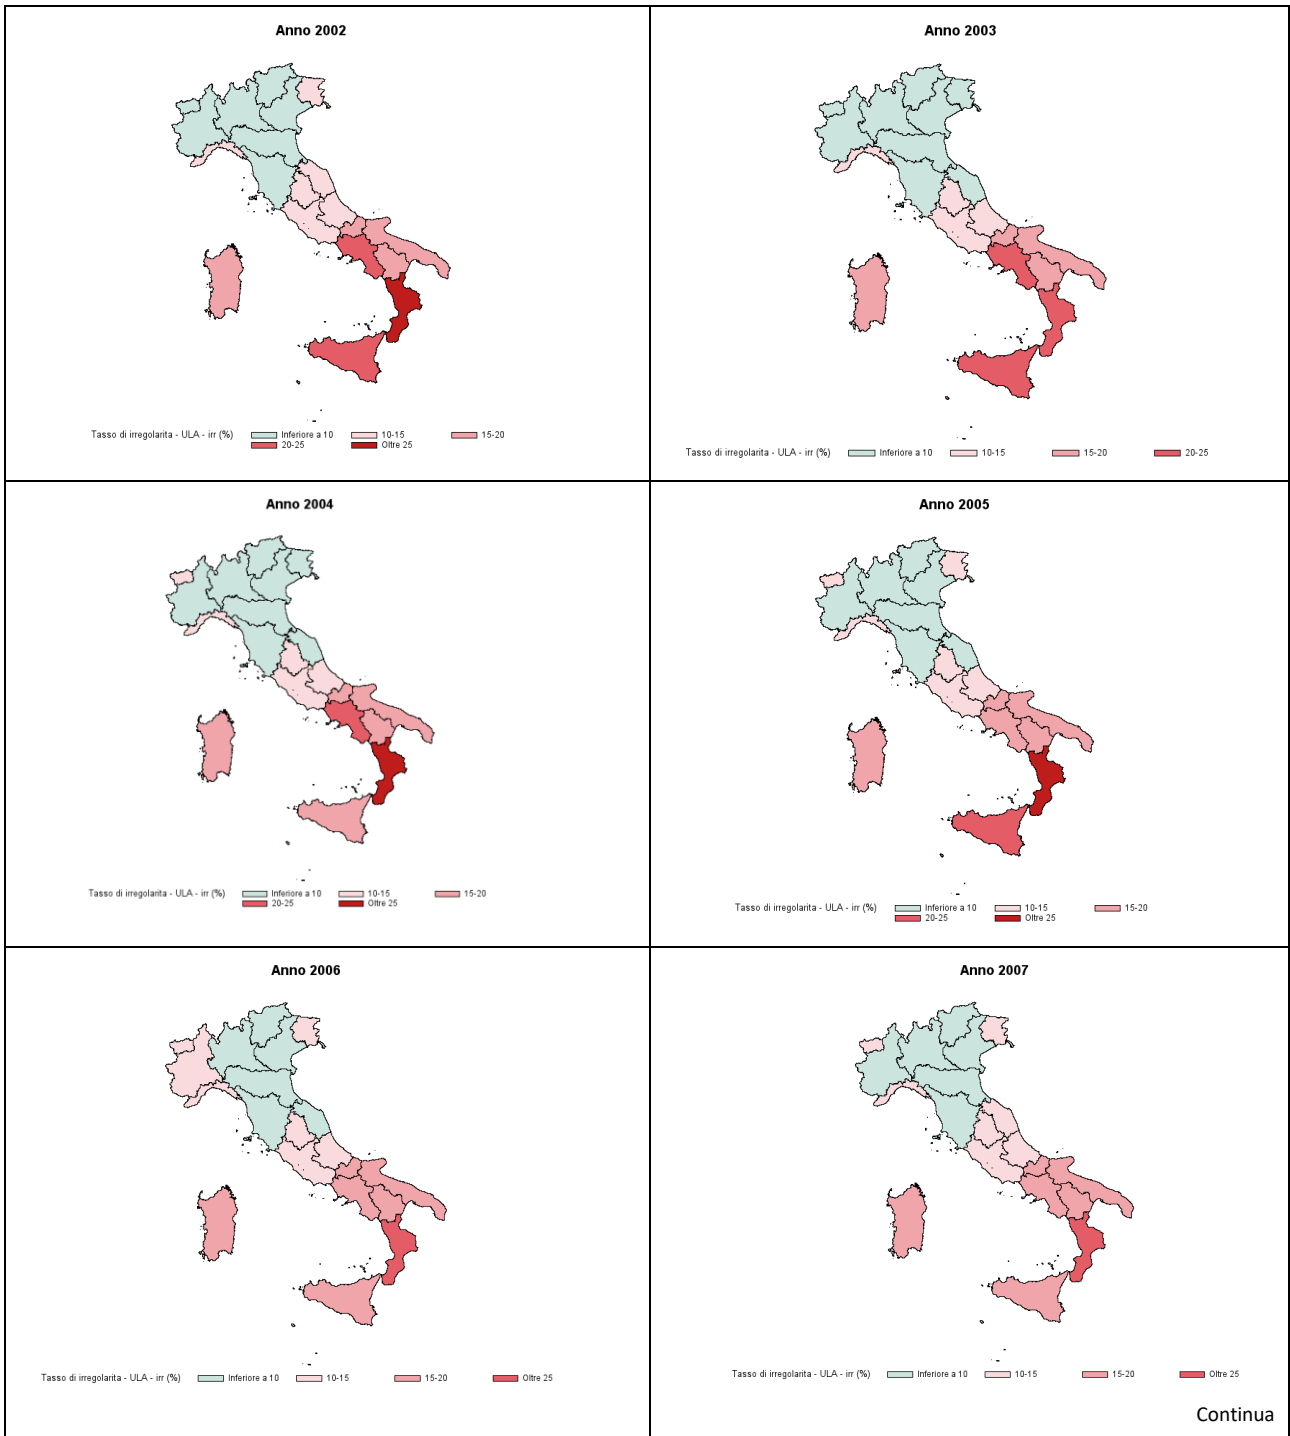 Anno 2002
Tasso di irregolarita - ULA - irr (%) Inferiore a 10 10-15 15-20
20-25 Oltre 25
Anno 2003
Tasso di irregolarita - ULA - irr (%) Inferiore a 10 10-15 15-20 20-25
Anno 2004
Tasso di irregolarita - ULA - irr (%) Inferiore a 10 10-15 15-20
20-25 Oltre 25
Anno 2005
Tasso di irregolarita - ULA - irr (%) Inferiore a 10 10-15 15-20
20-25 Oltre 25
Anno 2006
Tasso di irregolarita - ULA - irr (%) Inferiore a 10 10-15 15-20 Oltre 25
Anno 2007
Tasso di irregolarita - ULA - irr (%) Inferiore a 10 10-15 15-20 Oltre 25
Continua